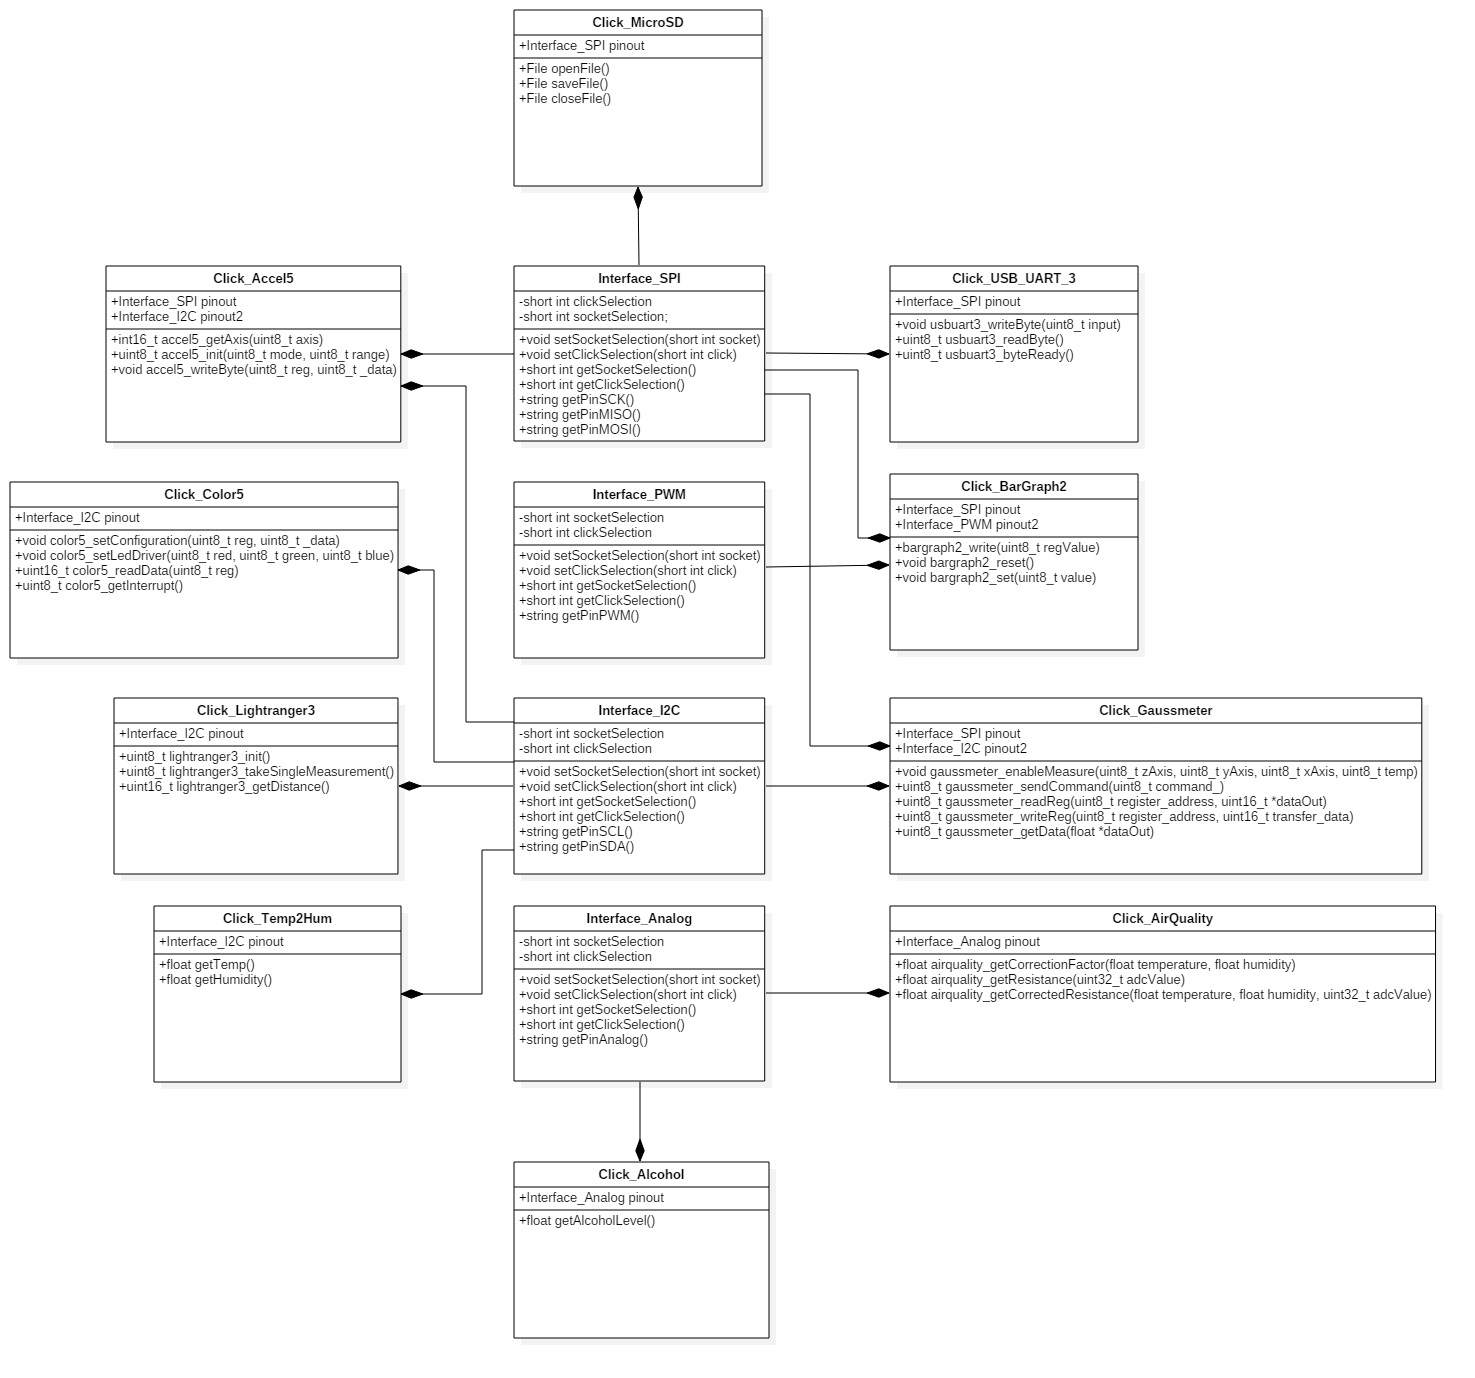 Click_MicroSD
+Interface_SPI pinout
+File openFile()
+File saveFile()
+File closeFile()
Click_Accel5
+Interface_SPI pinout
+Interface_I2C pinout2
+int16_t accel5_getAxis(uint8_t axis)
+uint8_t accel5_init(uint8_t mode, uint8_t range)
+void accel5_writeByte(uint8_t reg, uint8_t _data)
Interface_SPI
-short int clickSelection
-short int socketSelection;
+void setSocketSelection(short int socket)
+void setClickSelection(short int click)
+short int getSocketSelection()
+short int getClickSelection()
+string getPinSCK()
+string getPinMISO()
+string getPinMOSI()
Click_USB_UART_3
+Interface_SPI pinout
+void usbuart3_writeByte(uint8_t input)
+uint8_t usbuart3_readByte()
+uint8_t usbuart3_byteReady()
Click_Color5
+Interface_I2C pinout
+void color5_setConfiguration(uint8_t reg, uint8_t _data)
+void color5_setLedDriver(uint8_t red, uint8_t green, uint8_t blue)
+uint16_t color5_readData(uint8_t reg)
+uint8_t color5_getInterrupt()
Interface_PWM
-short int socketSelection
-short int clickSelection
+void setSocketSelection(short int socket)
+void setClickSelection(short int click)
+short int getSocketSelection()
+short int getClickSelection()
+string getPinPWM()
Click_BarGraph2
+Interface_SPI pinout
+Interface_PWM pinout2
+bargraph2_write(uint8_t regValue)
+void bargraph2_reset()
+void bargraph2_set(uint8_t value)
Click_Lightranger3
+Interface_I2C pinout
+uint8_t lightranger3_init()
+uint8_t lightranger3_takeSingleMeasurement()
+uint16_t lightranger3_getDistance()
Interface_I2C
-short int socketSelection
-short int clickSelection
+void setSocketSelection(short int socket)
+void setClickSelection(short int click)
+short int getSocketSelection()
+short int getClickSelection()
+string getPinSCL()
+string getPinSDA()
Click_Gaussmeter
+Interface_SPI pinout
+Interface_I2C pinout2
+void gaussmeter_enableMeasure(uint8_t zAxis, uint8_t yAxis, uint8_t xAxis, uint8_t temp)
+uint8_t gaussmeter_sendCommand(uint8_t command_)
+uint8_t gaussmeter_readReg(uint8_t register_address, uint16_t *dataOut)
+uint8_t gaussmeter_writeReg(uint8_t register_address, uint16_t transfer_data)
+uint8_t gaussmeter_getData(float *dataOut)
Click_Temp2Hum
+Interface_I2C pinout
+float getTemp()
+float getHumidity()
Interface_Analog
-short int socketSelection
-short int clickSelection
+void setSocketSelection(short int socket)
+void setClickSelection(short int click)
+short int getSocketSelection()
+short int getClickSelection()
+string getPinAnalog()
Click_AirQuality
+Interface_Analog pinout
+float airquality_getCorrectionFactor(float temperature, float humidity)
+float airquality_getResistance(uint32_t adcValue)
+float airquality_getCorrectedResistance(float temperature, float humidity, uint32_t adcValue)
Click_Alcohol
+Interface_Analog pinout
+float getAlcoholLevel()